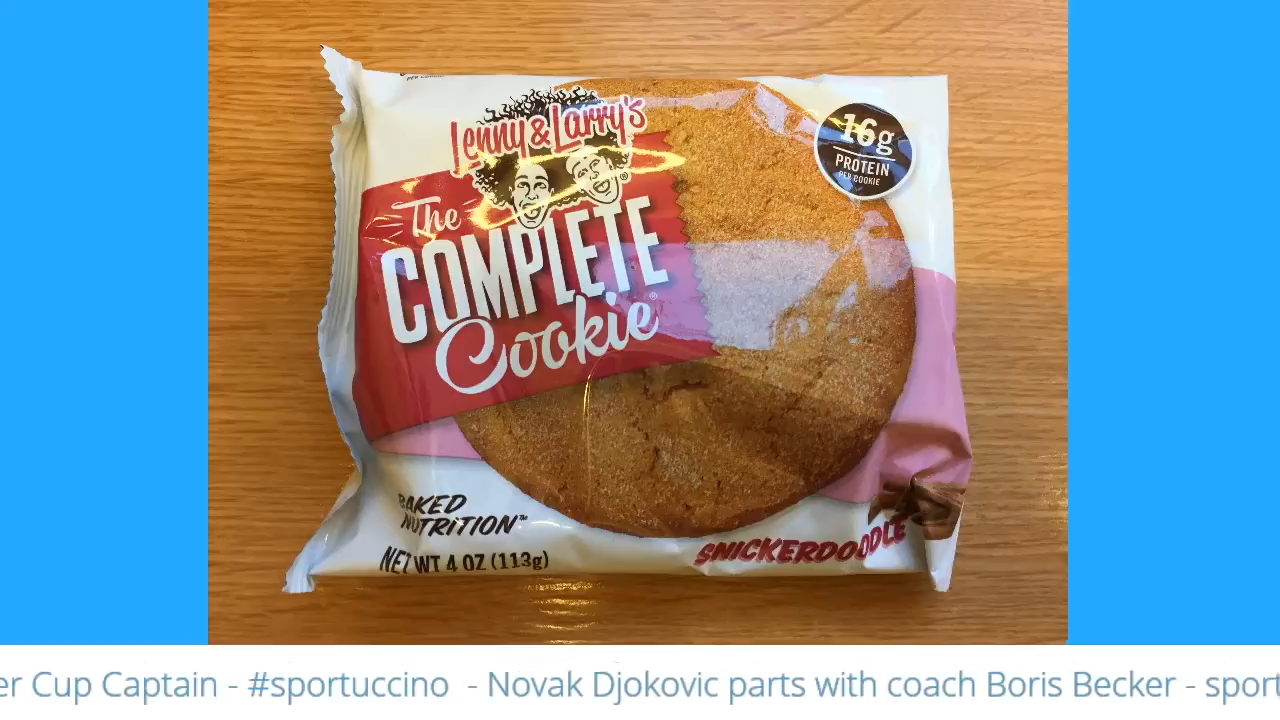 Lenny & Larry's
®
The
COMPLETE
Cookie®
16g
PROTEIN
PER COOKIE
BAKED
NUTRITION™
NET WT 4 OZ (113g)
SNICKERDOODLE
er Cup Captain - #sportuccino - Novak Djokovic parts with coach Boris Becker - sport